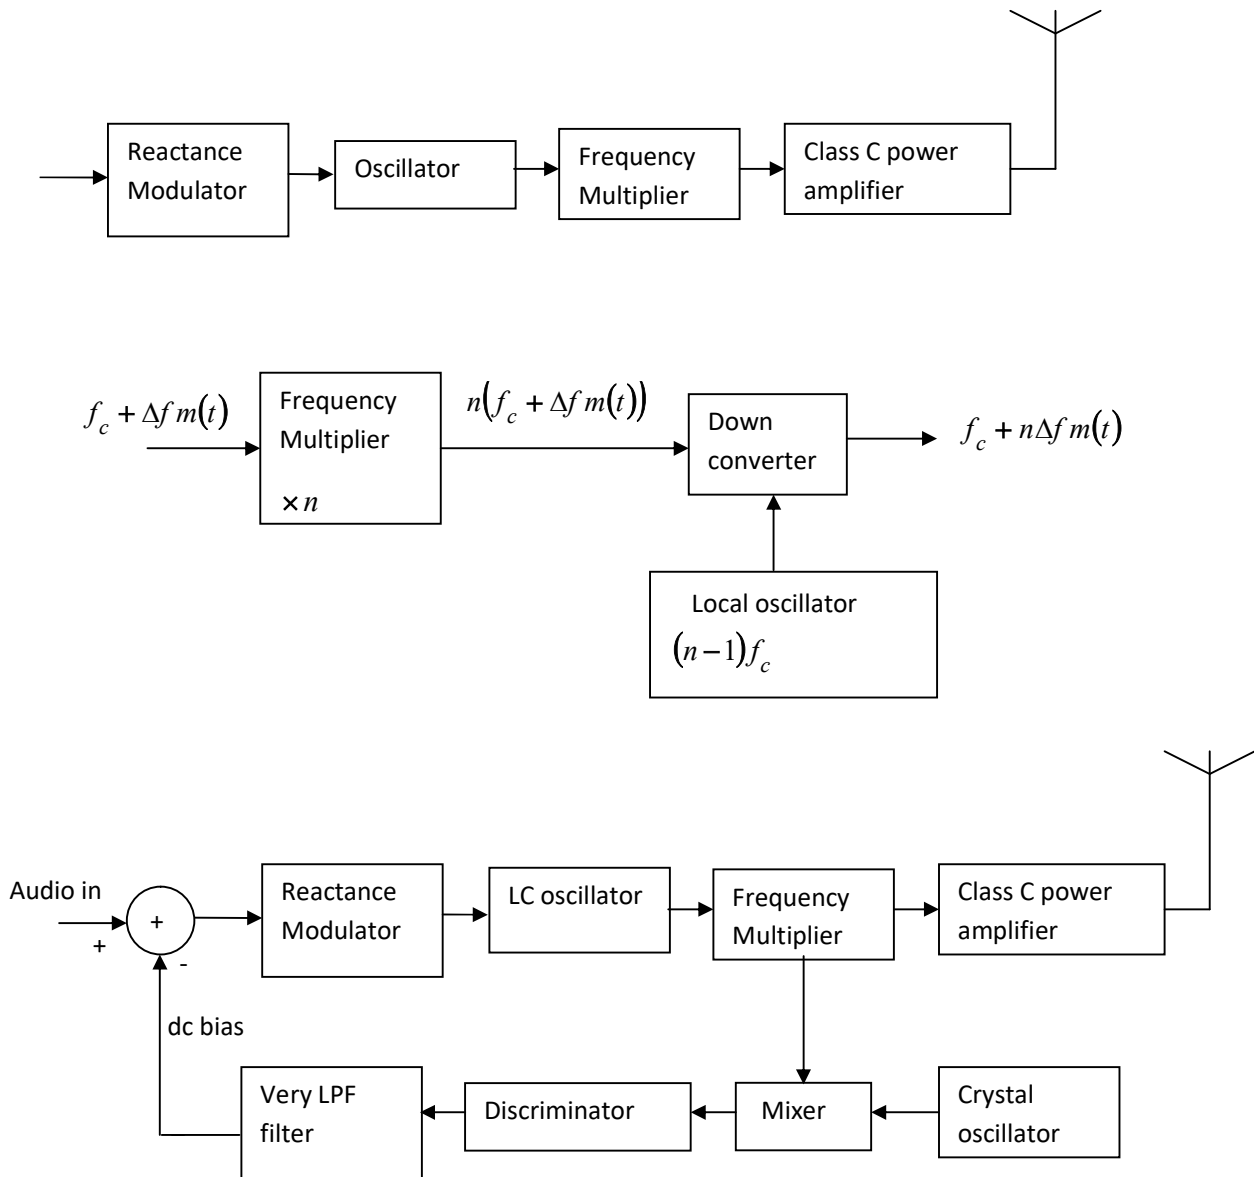 Reactance
Modulator
Oscillator
Frequency
Multiplier
Class C power
amplifier
f_c + Δf m(t)
Frequency
Multiplier
× n
n(f_c + Δf m(t))
Down
converter
f_c + nΔf m(t)
Local oscillator
(n−1)f_c
Audio in
+
+
-
Reactance
Modulator
LC oscillator
Frequency
Multiplier
Class C power
amplifier
dc bias
Very LPF
filter
Discriminator
Mixer
Crystal
oscillator